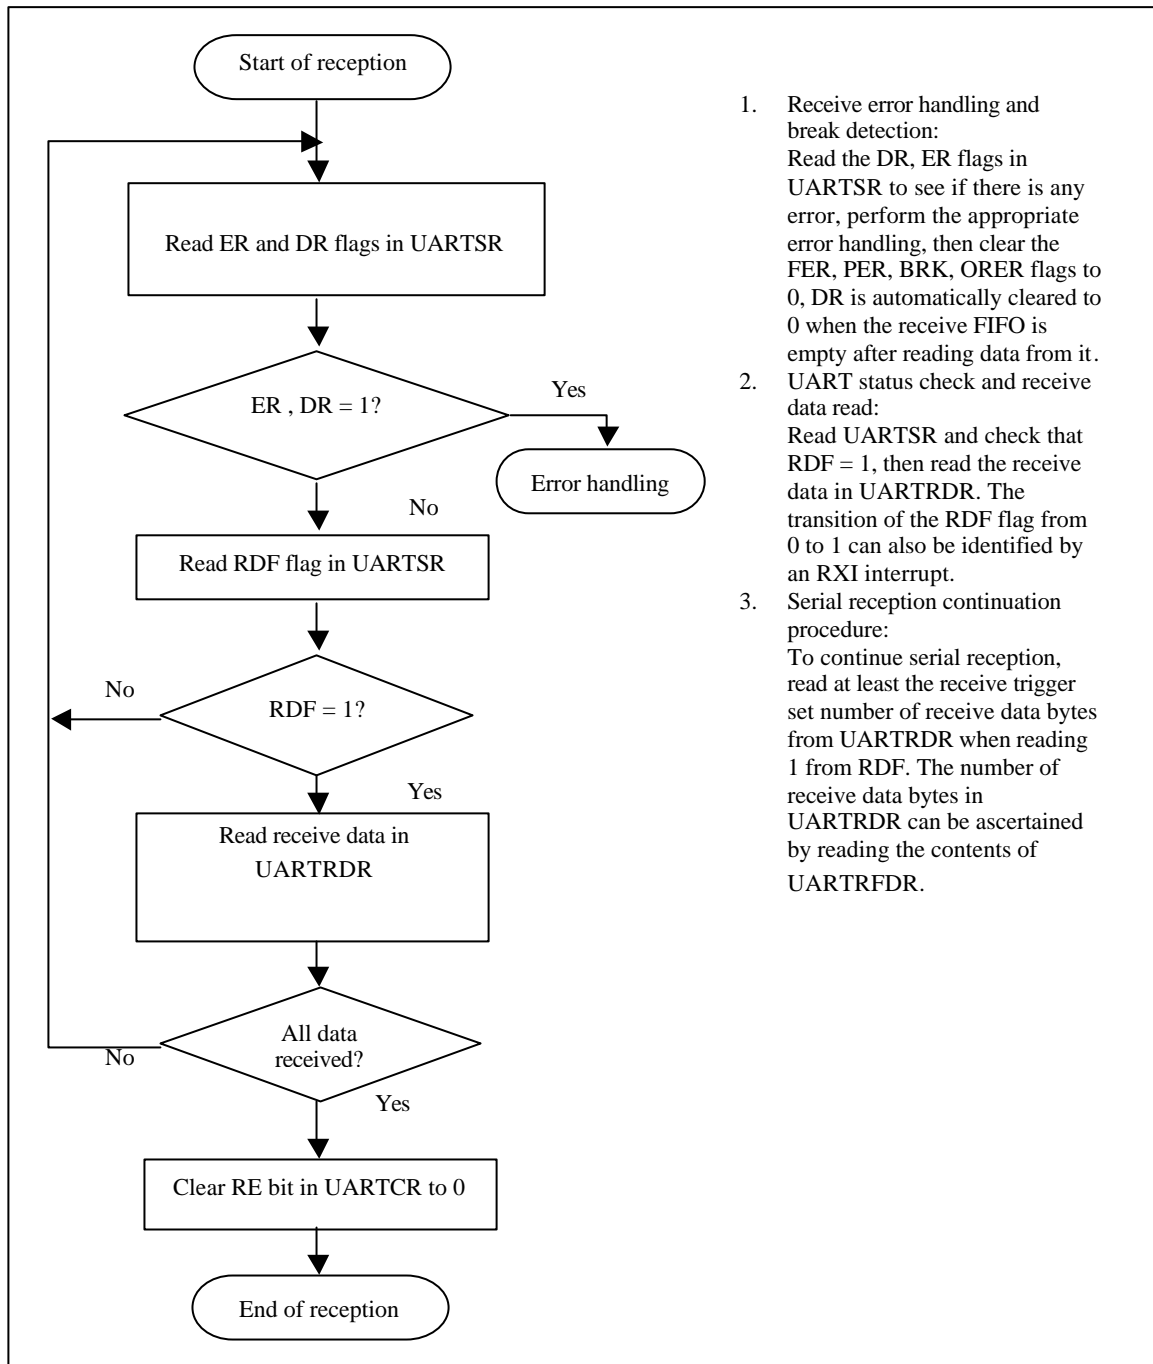 Start of reception
Read ER and DR flags in UARTSR
ER , DR = 1?
Yes
Error handling
No
Read RDF flag in UARTSR
No
RDF = 1?
Yes
Read receive data in
UARTRDR
All data
received?
No
Yes
Clear RE bit in UARTCR to 0
End of reception
1. Receive error handling and
break detection:
Read the DR, ER flags in
UARTSR to see if there is any
error, perform the appropriate
error handling, then clear the
FER, PER, BRK, ORER flags to
0, DR is automatically cleared to
0 when the receive FIFO is
empty after reading data from it.
2. UART status check and receive
data read:
Read UARTSR and check that
RDF = 1, then read the receive
data in UARTRDR. The
transition of the RDF flag from
0 to 1 can also be identified by
an RXI interrupt.
3. Serial reception continuation
procedure:
To continue serial reception,
read at least the receive trigger
set number of receive data bytes
from UARTRDR when reading
1 from RDF. The number of
receive data bytes in
UARTRDR can be ascertained
by reading the contents of
UARTRFDR.